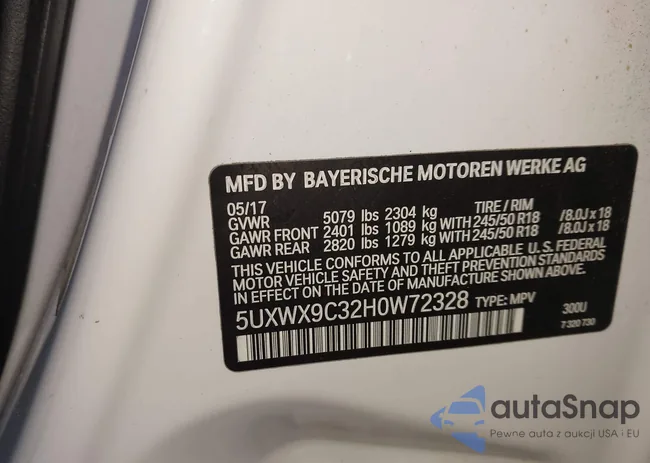 MFD BY BAYERISCHE MOTOREN WERKE AG
05/17 TIRE / RIM
GVWR 5079 lbs 2304 kg
GAWR FRONT 2401 lbs 1089 kg WITH 245/50 R18 /8.0J x 18
GAWR REAR 2820 lbs 1279 kg WITH 245/50 R18 /8.0J x 18
THIS VEHICLE CONFORMS TO ALL APPLICABLE U.S. FEDERAL
MOTOR VEHICLE SAFETY AND THEFT PREVENTION STANDARDS
IN EFFECT ON THE DATE OF MANUFACTURE SHOWN ABOVE.
5UXWX9C32H0W72328 TYPE: MPV 300U
7 320 730
autaSnap
Pewne auta z aukcji USA i EU